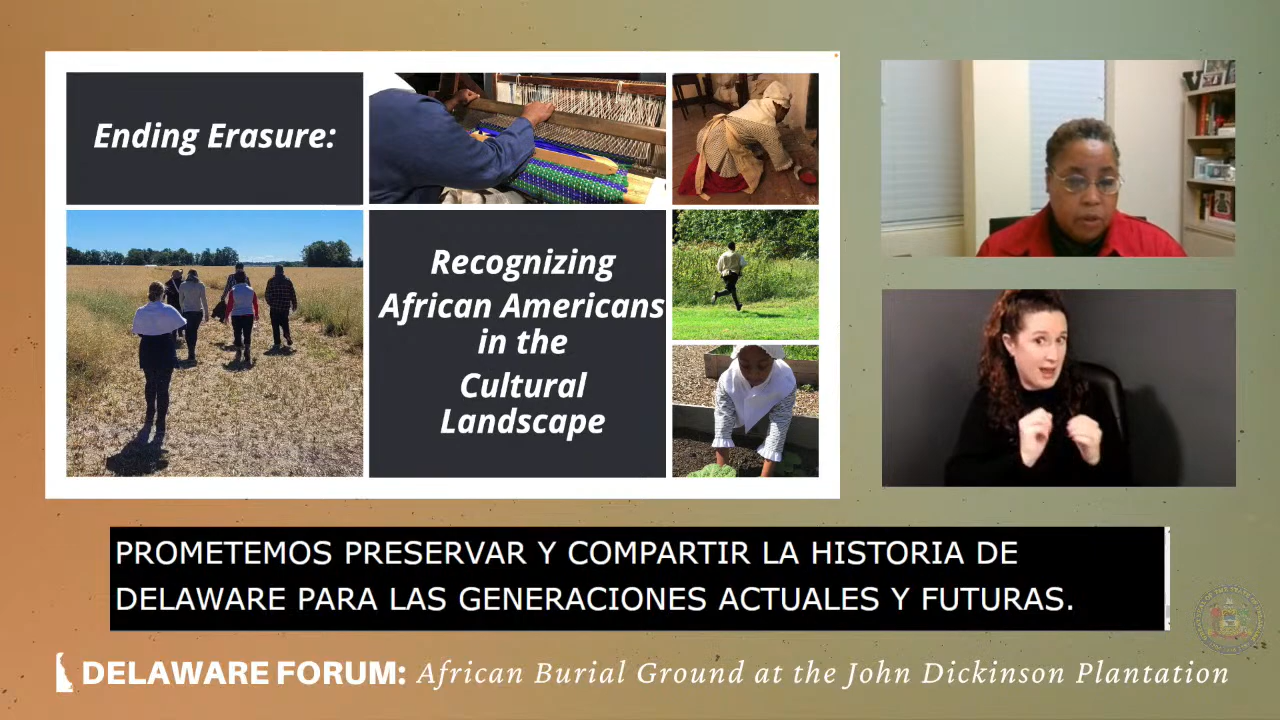 Ending Erasure:
Recognizing
African Americans
in the
Cultural
Landscape
PROMETEMOS PRESERVAR Y COMPARTIR LA HISTORIA DE
DELAWARE PARA LAS GENERACIONES ACTUALES Y FUTURAS.
DELAWARE FORUM: African Burial Ground at the John Dickinson Plantation